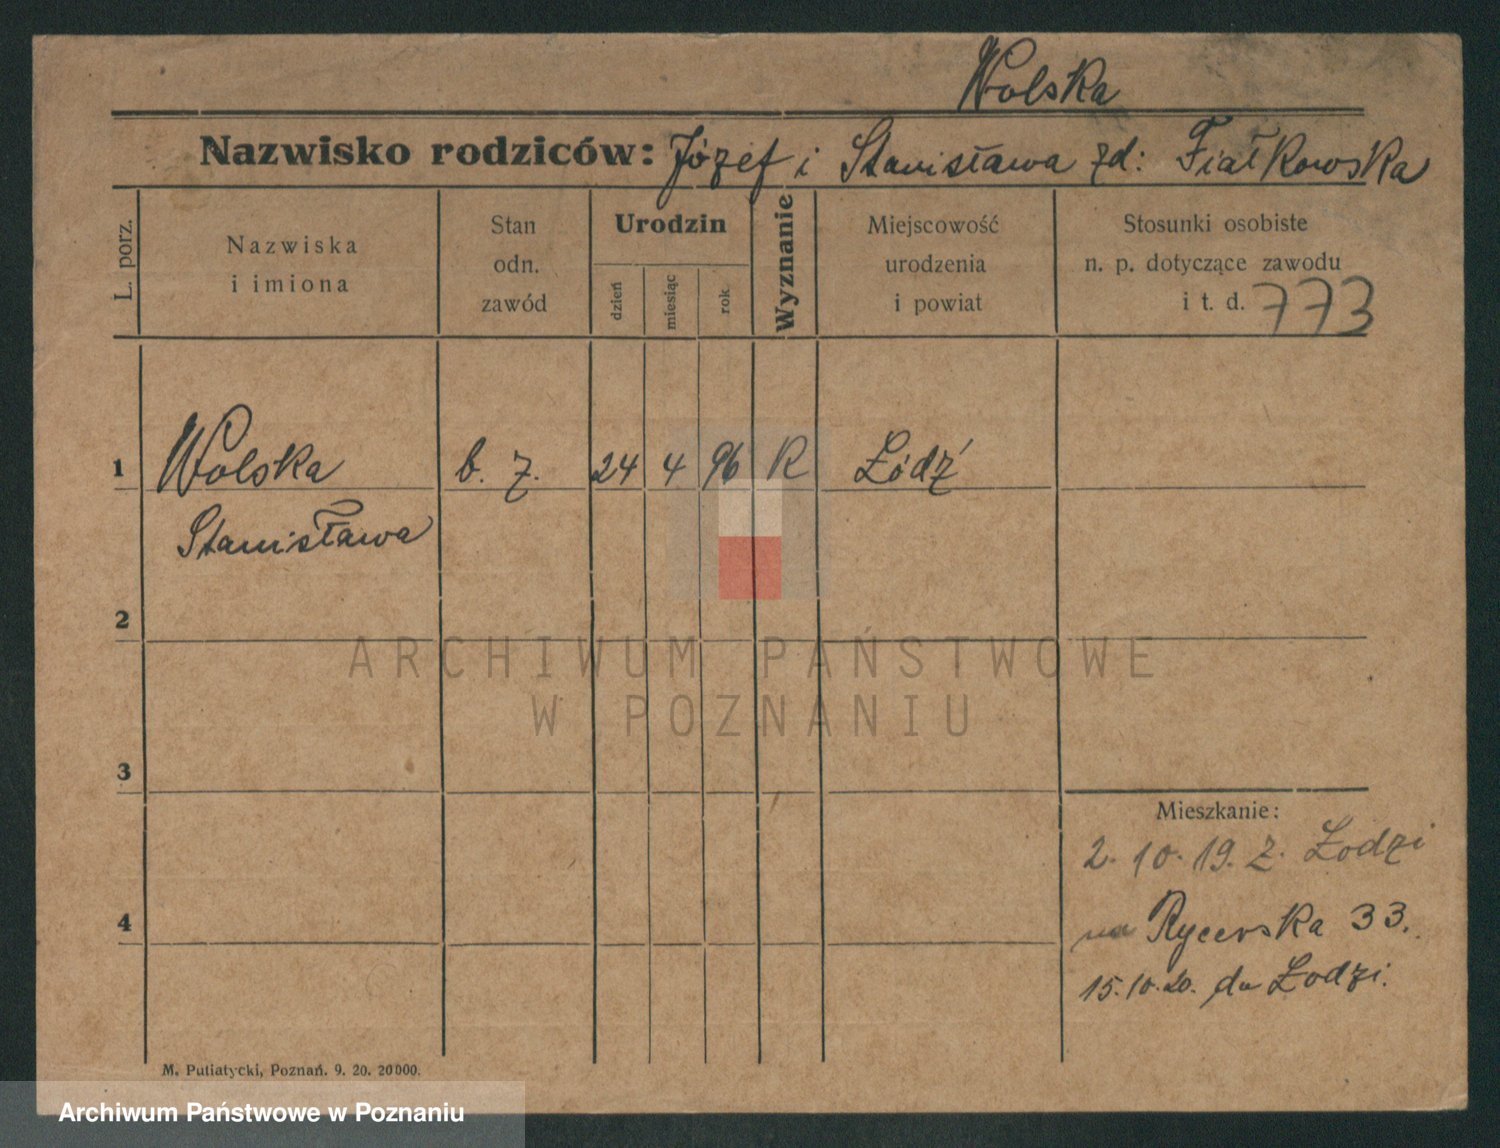 Wolska
Nazwisko rodziców: Józef i Stanisława zd: Fiałkowska
L. porz.
Nazwiska
i imiona
Stan
odn.
zawód
Urodzin
dzień
miesiąc
rok
Wyznanie
Miejscowość
urodzenia
i powiat
Stosunki osobiste
n. p. dotyczące zawodu
i t. d. 773
1 Wolska b. z. 24 4 96 R Łódź
Stanisława
2
ARCHIWUM PAŃSTWOWE
W POZNANIU
3
Mieszkanie:
2. 10. 19. z. Łodzi
4
na Rycerska 33.
15. 10. 20. do Łodzi.
M. Putiatycki, Poznań. 9. 20. 20000.
Archiwum Państwowe w Poznaniu